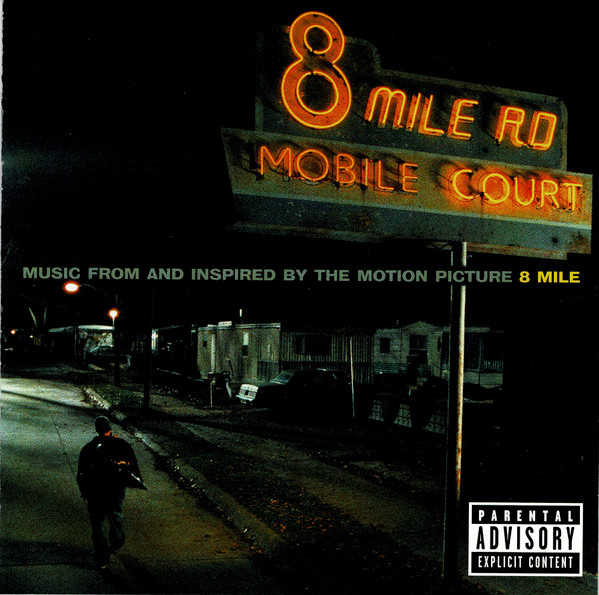 8 MILE RD
MOBILE COURT
MUSIC FROM AND INSPIRED BY THE MOTION PICTURE 8 MILE
PARENTAL
ADVISORY
EXPLICIT CONTENT